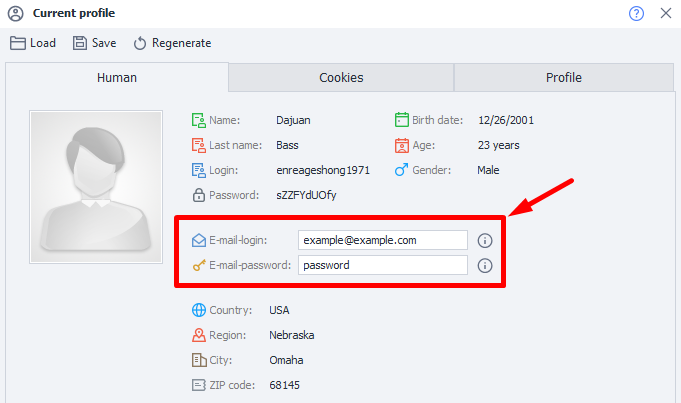 Current profile
Load Save Regenerate
Human Cookies Profile
Name: Dajuan Birth date: 12/26/2001
Last name: Bass Age: 23 years
Login: enreageshong1971 Gender: Male
Password: sZZFYdUOfy
E-mail-login: example@example.com
E-mail-password: password
Country: USA
Region: Nebraska
City: Omaha
ZIP code: 68145